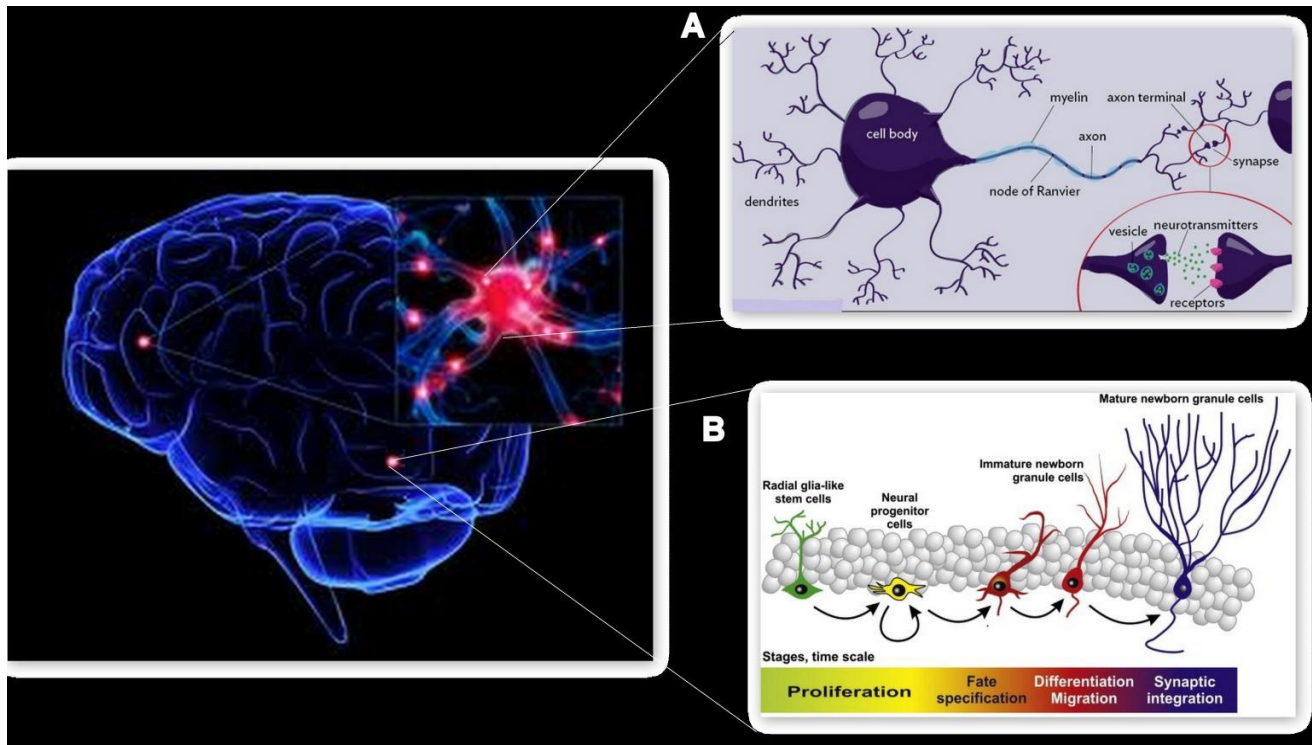 A
myelin
axon terminal
cell body
axon
synapse
node of Ranvier
dendrites
neurotransmitters
vesicle
receptors
B
Mature newborn granule cells
Immature newborn
granule cells
Radial glia-like
stem cells
Neural
progenitor
cells
Stages, time scale
Proliferation
Fate
specification
Differentiation
Migration
Synaptic
integration